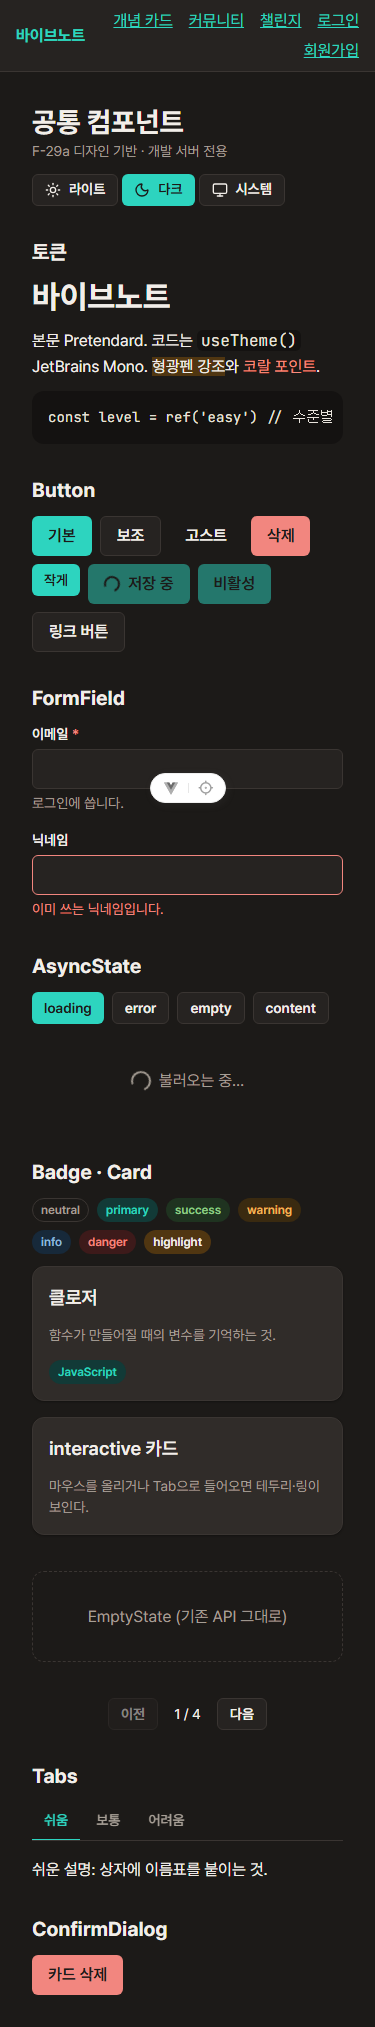 바이브노트
개념 카드 커뮤니티 챌린지 로그인
회원가입
공통 컴포넌트
F-29a 디자인 기반 · 개발 서버 전용
라이트 다크 시스템
토큰
바이브노트
본문 Pretendard. 코드는 useTheme()
JetBrains Mono. 형광펜 강조와 코랄 포인트.
const level = ref('easy') // 수준별
Button
기본 보조 고스트 삭제
작게 저장 중 비활성
링크 버튼
FormField
이메일 *
로그인에 씁니다.
닉네임
이미 쓰는 닉네임입니다.
AsyncState
loading error empty content
불러오는 중...
Badge · Card
neutral primary success warning
info danger highlight
클로저
함수가 만들어질 때의 변수를 기억하는 것.
JavaScript
interactive 카드
마우스를 올리거나 Tab으로 들어오면 테두리·링이
보인다.
EmptyState (기존 API 그대로)
이전 1 / 4 다음
Tabs
쉬움 보통 어려움
쉬운 설명: 상자에 이름표를 붙이는 것.
ConfirmDialog
카드 삭제